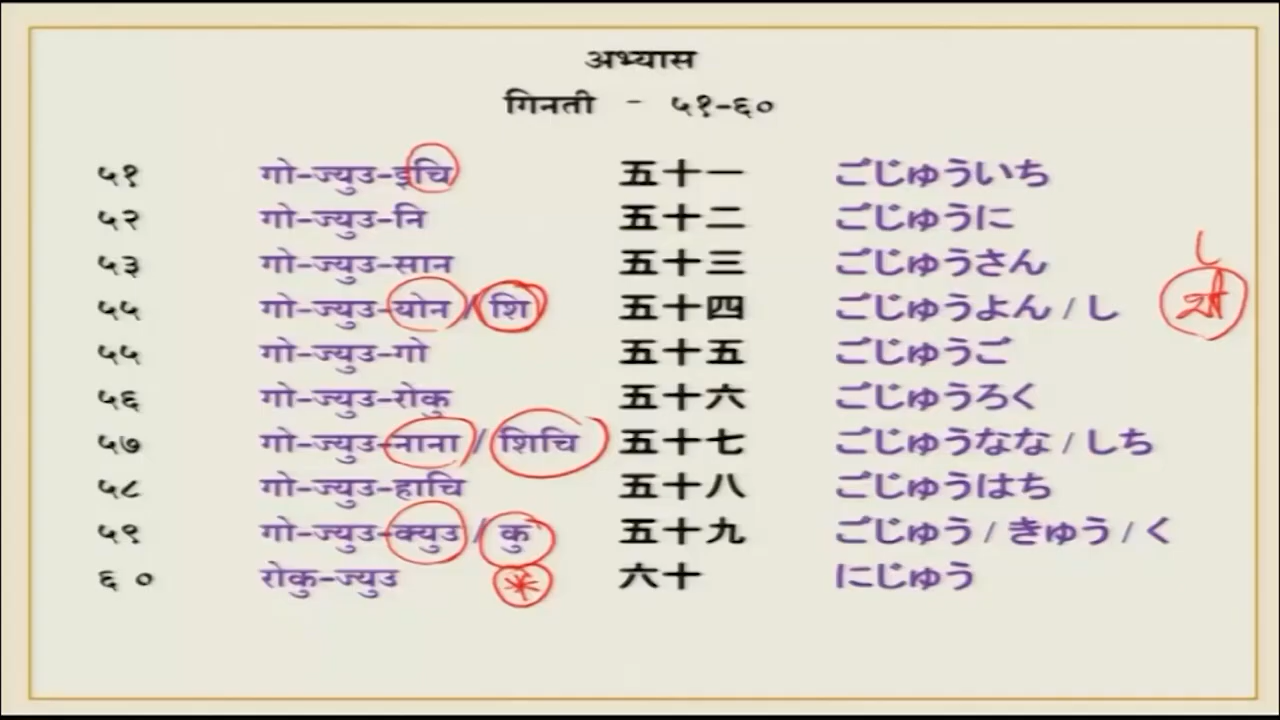 अभ्यास
गिनती - ५१-६०
५१ गो-ज्युउ-इचि 五十一 ごじゅういち
५२ गो-ज्युउ-नि 五十二 ごじゅうに
५३ गो-ज्युउ-सान 五十三 ごじゅうさん
५५ गो-ज्युउ-योन / शि 五十四 ごじゅうよん / し
५५ गो-ज्युउ-गो 五十五 ごじゅうご
५६ गो-ज्युउ-रोकु 五十六 ごじゅうろく
५७ गो-ज्युउ-नाना / शिचि 五十七 ごじゅうなな / しち
५८ गो-ज्युउ-हाचि 五十八 ごじゅうはち
५९ गो-ज्युउ-क्युउ / कु 五十九 ごじゅう / きゅう / く
६० रोकु-ज्युउ * 六十 にじゅう